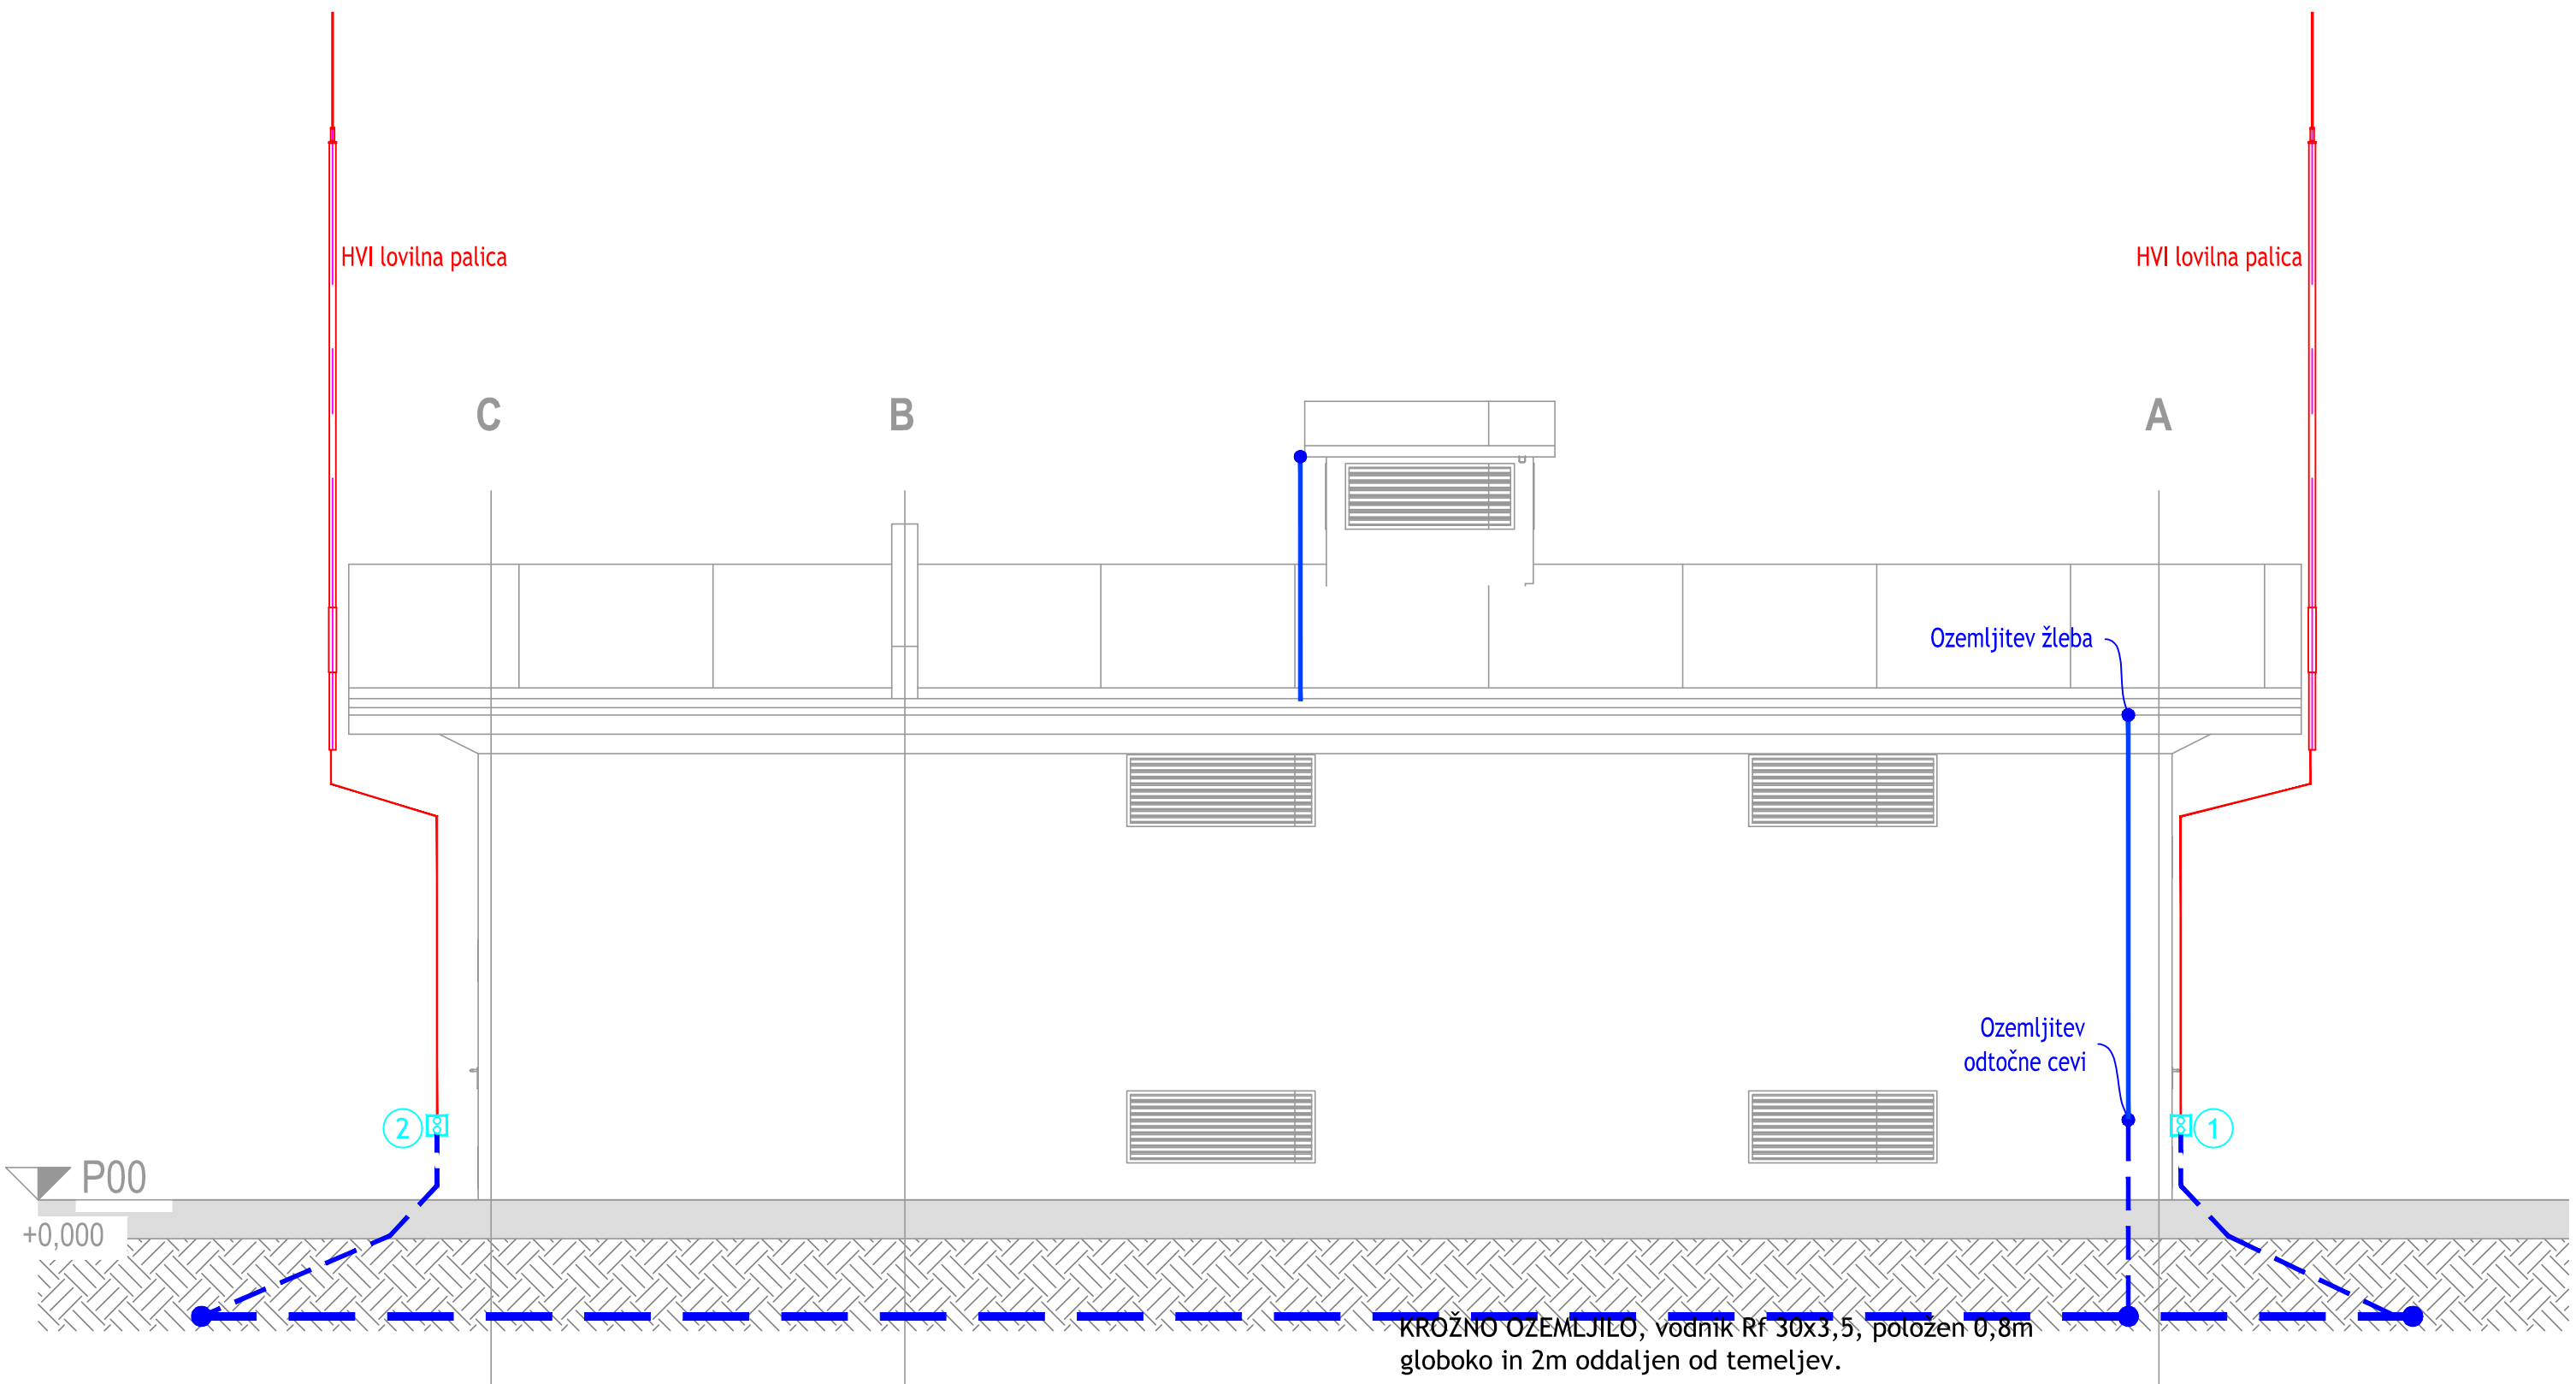 HVI lovilna palica
HVI lovilna palica
C
B
A
Ozemljitev žleba
Ozemljitev
odtočne cevi
2
1
P00
+0,000
KROŽNO OZEMLJILO, vodnik Rf 30x3,5, položen 0,8m
globoko in 2m oddaljen od temeljev.